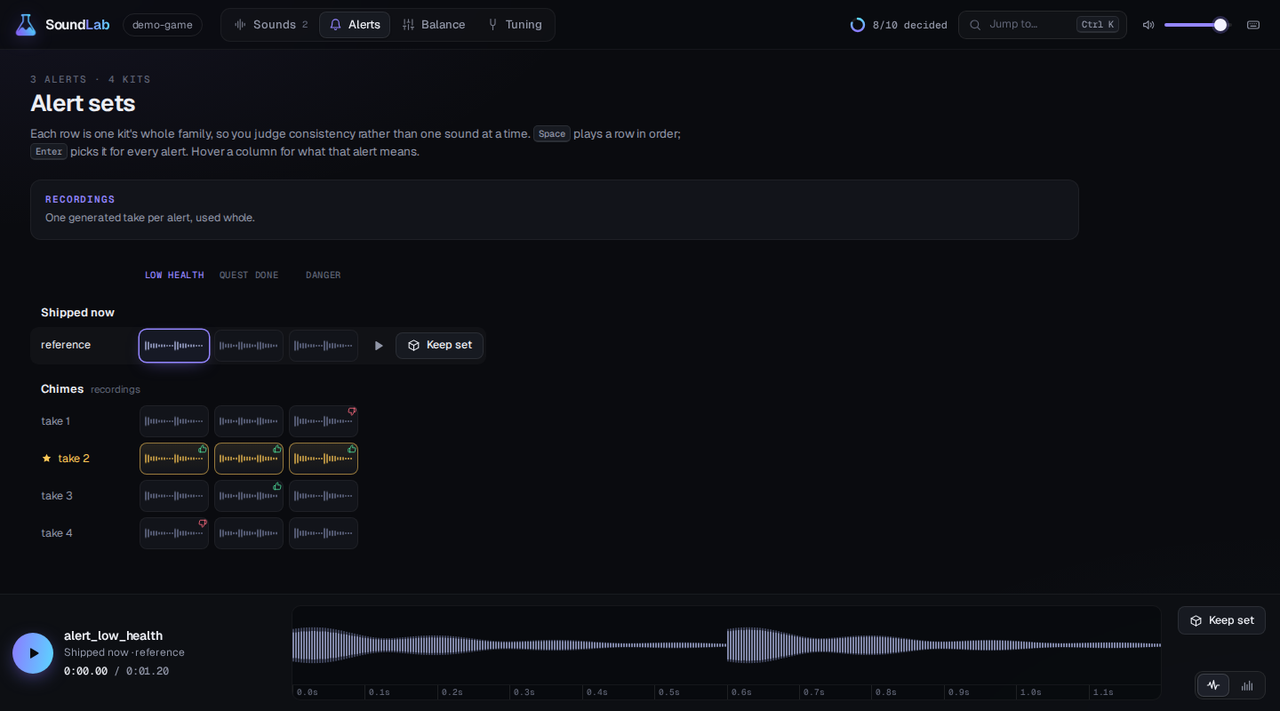 SoundLab demo-game Sounds 2 Alerts Balance Tuning 8/10 decided Jump to... Ctrl K
3 ALERTS · 4 KITS
Alert sets
Each row is one kit's whole family, so you judge consistency rather than one sound at a time. Space plays a row in order;
Enter picks it for every alert. Hover a column for what that alert means.
RECORDINGS
One generated take per alert, used whole.
LOW HEALTH QUEST DONE DANGER
Shipped now
reference Keep set
Chimes recordings
take 1
take 2
take 3
take 4
alert_low_health
Shipped now · reference
0:00.00 / 0:01.20
Keep set
0.0s 0.1s 0.2s 0.3s 0.4s 0.5s 0.6s 0.7s 0.8s 0.9s 1.0s 1.1s